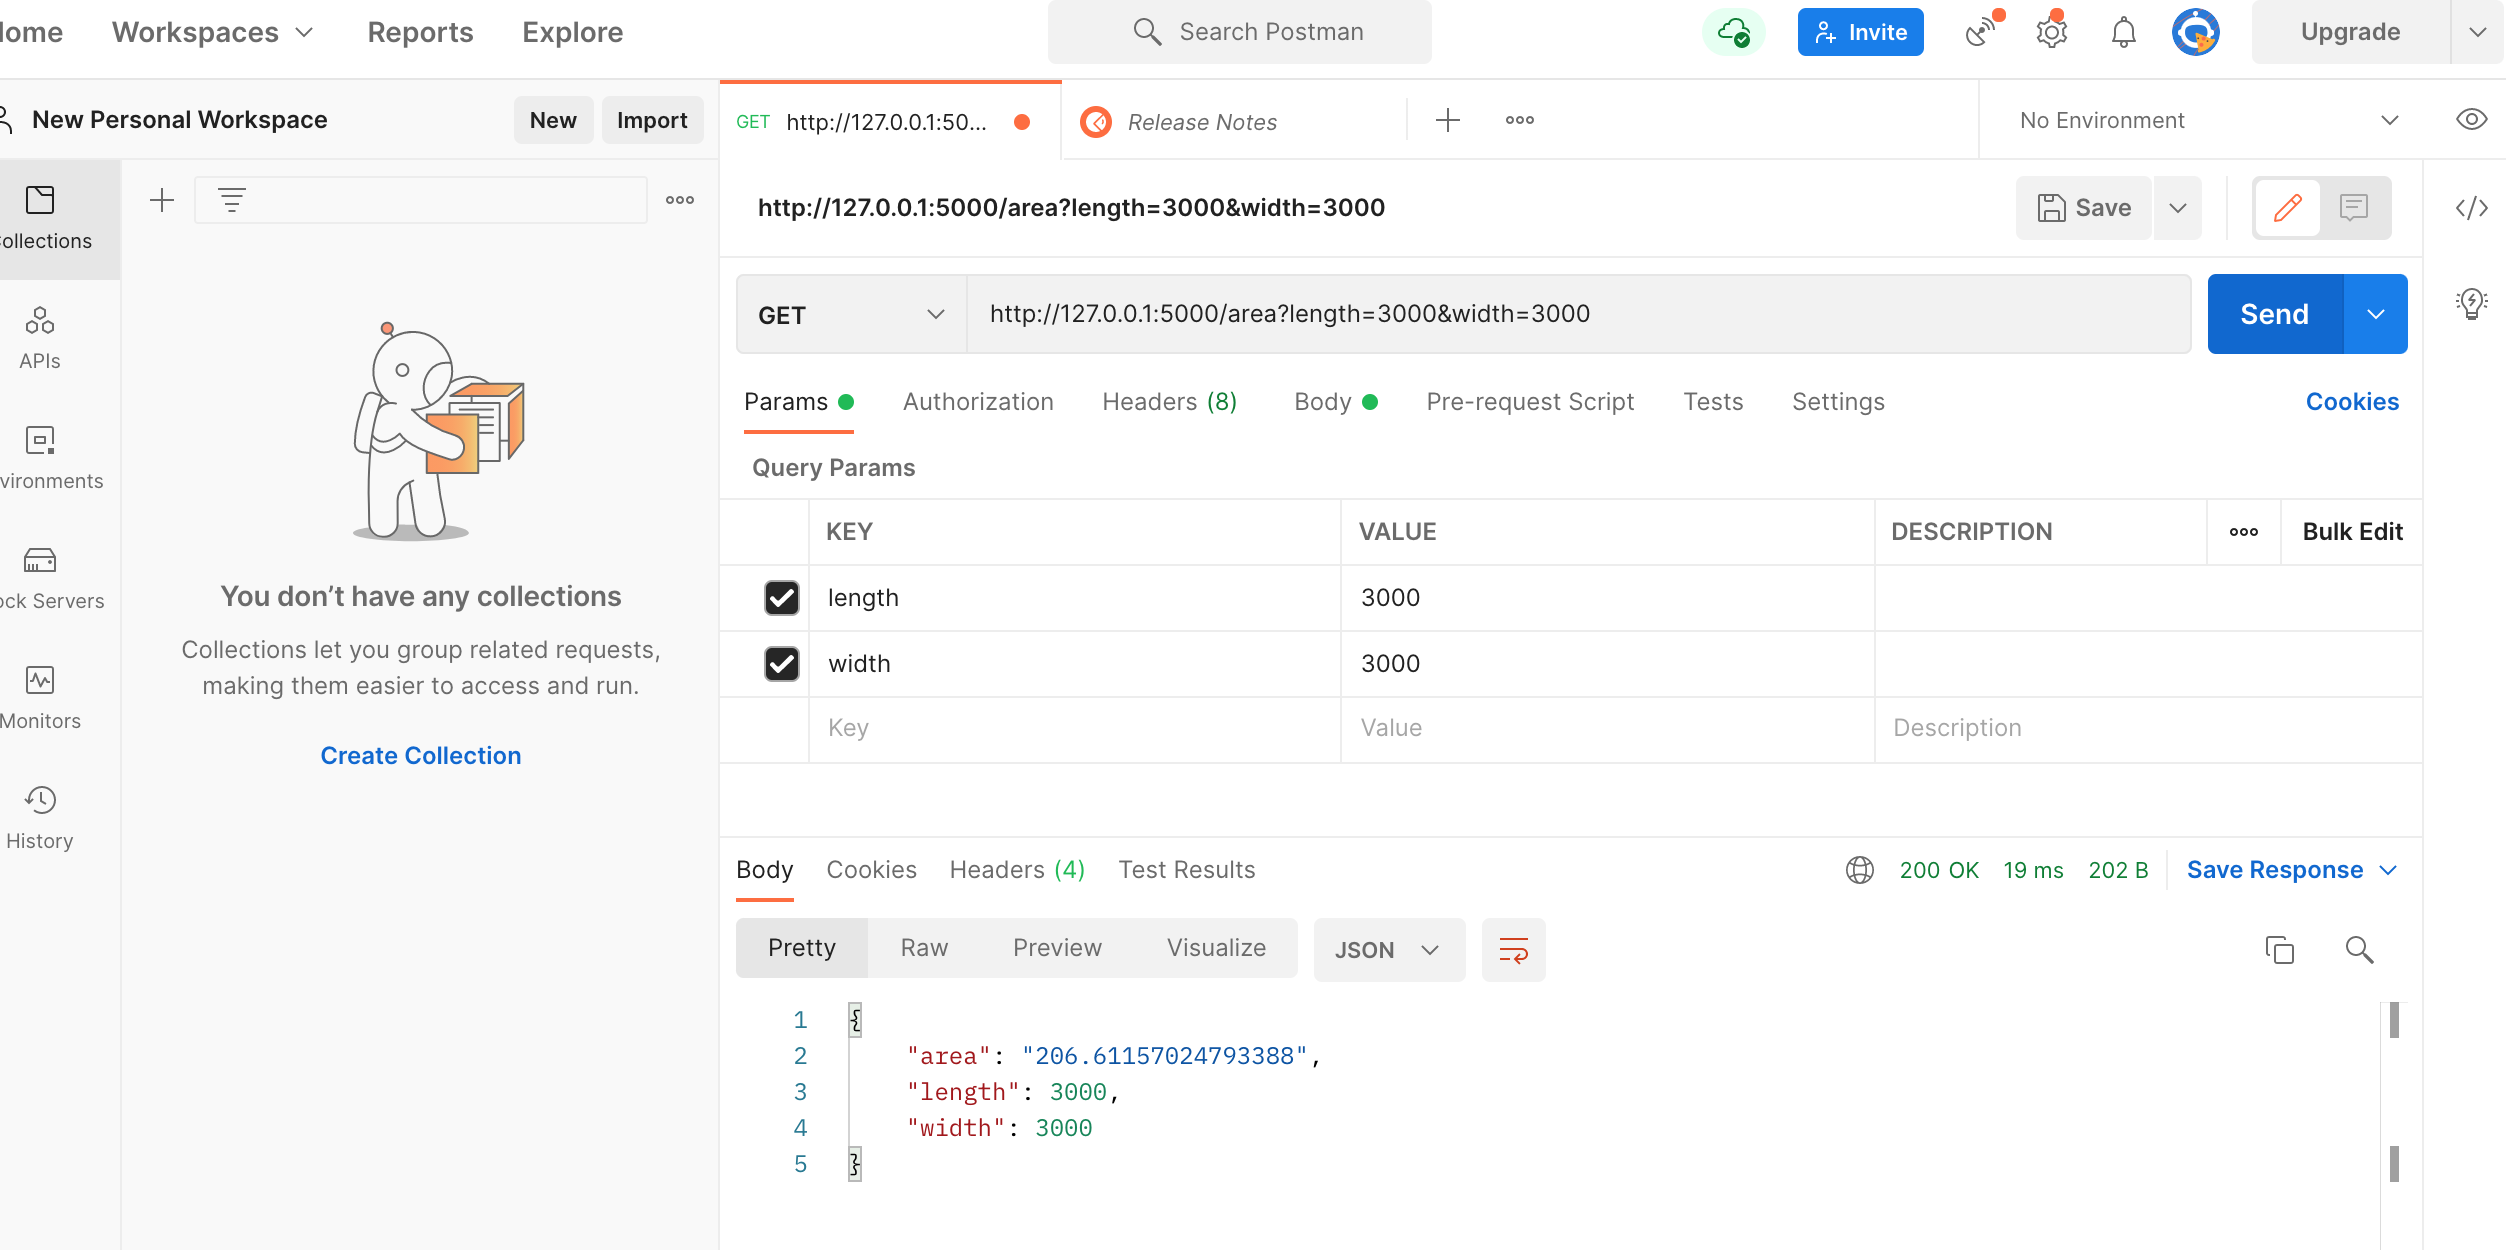 Workspaces
Reports
Explore
Search Postman
Invite
Upgrade
New Personal Workspace
New
Import
GET http://127.0.0.1:50...
Release Notes
No Environment
APIs
Monitors
History
You don’t have any collections
Collections let you group related requests,
making them easier to access and run.
Create Collection
http://127.0.0.1:5000/area?length=3000&width=3000
Save
GET
http://127.0.0.1:5000/area?length=3000&width=3000
Send
Params
Authorization
Headers (8)
Body
Pre-request Script
Tests
Settings
Cookies
Query Params
KEY
VALUE
DESCRIPTION
Bulk Edit
length
3000
width
3000
Key
Value
Description
Body
Cookies
Headers (4)
Test Results
200 OK
19 ms
202 B
Save Response
Pretty
Raw
Preview
Visualize
JSON
1 {
2 "area": "206.61157024793388",
3 "length": 3000,
4 "width": 3000
5 }